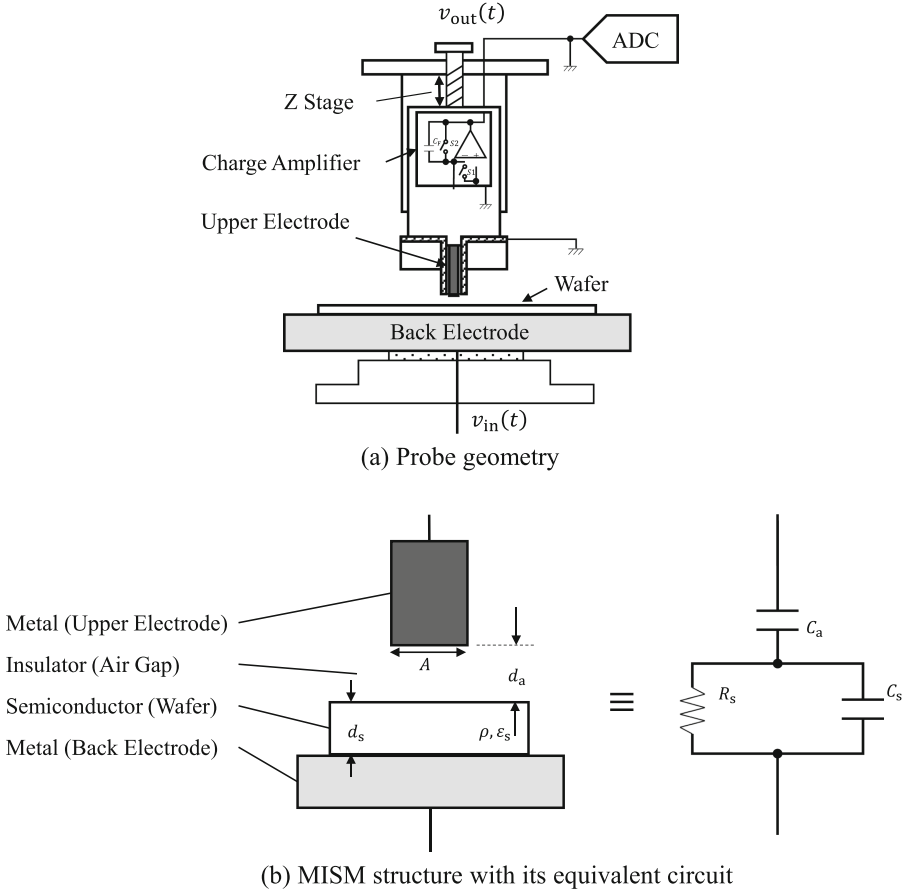 v_out(t)
ADC
Z Stage
C_F
S2
Charge Amplifier
− +
S1
Upper Electrode
Wafer
Back Electrode
v_in(t)
(a) Probe geometry
Metal (Upper Electrode)
C_a
Insulator (Air Gap)
A
d_a
≡
R_s
C_s
Semiconductor (Wafer)
d_s
ρ, ε_s
Metal (Back Electrode)
(b) MISM structure with its equivalent circuit